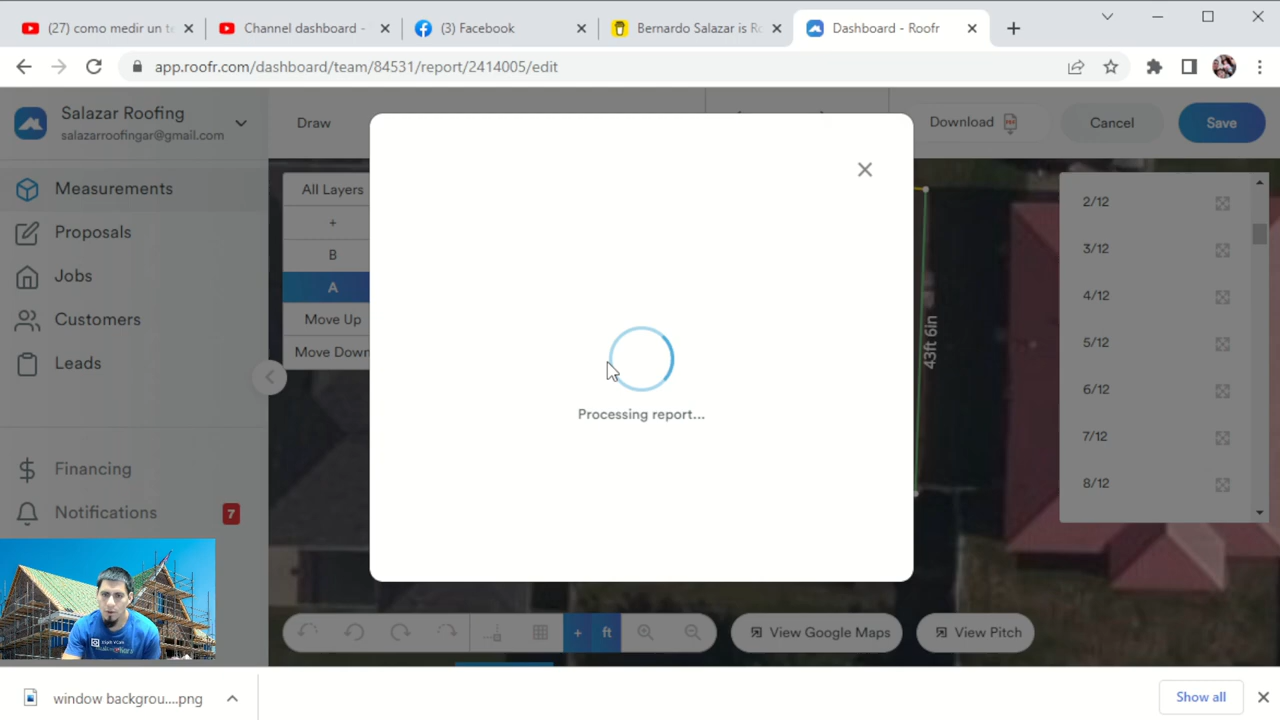 (27) como medir un te
Channel dashboard -
(3) Facebook
Bernardo Salazar is Ro
Dashboard - Roofr
app.roofr.com/dashboard/team/84531/report/2414005/edit
Salazar Roofing
salazarroofingar@gmail.com
Draw
Download
Cancel
Save
Measurements
Proposals
Jobs
Customers
Leads
Financing
Notifications
7
All Layers
+
B
A
Move Up
Move Down
Processing report...
43ft 6in
2/12
3/12
4/12
5/12
6/12
7/12
8/12
+ ft
View Google Maps
View Pitch
window backgrou....png
Show all